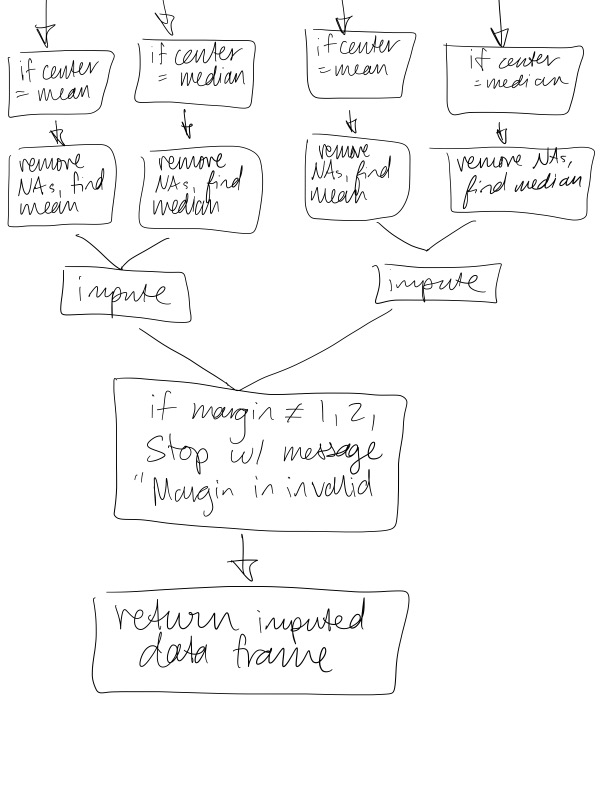 if center
= mean
if center
= median
if center
= mean
if center
= median
remove
NAs, find
mean
remove
NAs, find
median
remove
NAs, find
mean
remove NAs,
find median
impute
impute
if margin ≠ 1, 2,
Stop w/ message
"Margin in invalid
return imputed
data frame